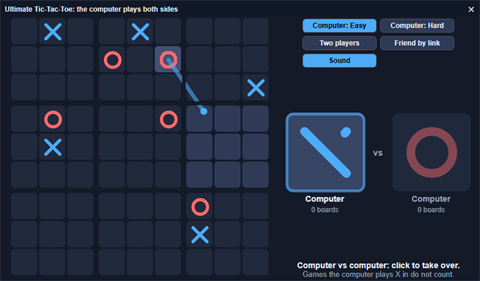 Ultimate Tic-Tac-Toe: the computer plays both sides
Computer: Easy
Computer: Hard
Two players
Friend by link
Sound
vs
Computer
Computer
0 boards
0 boards
Computer vs computer: click to take over.
Games the computer plays X in do not count.